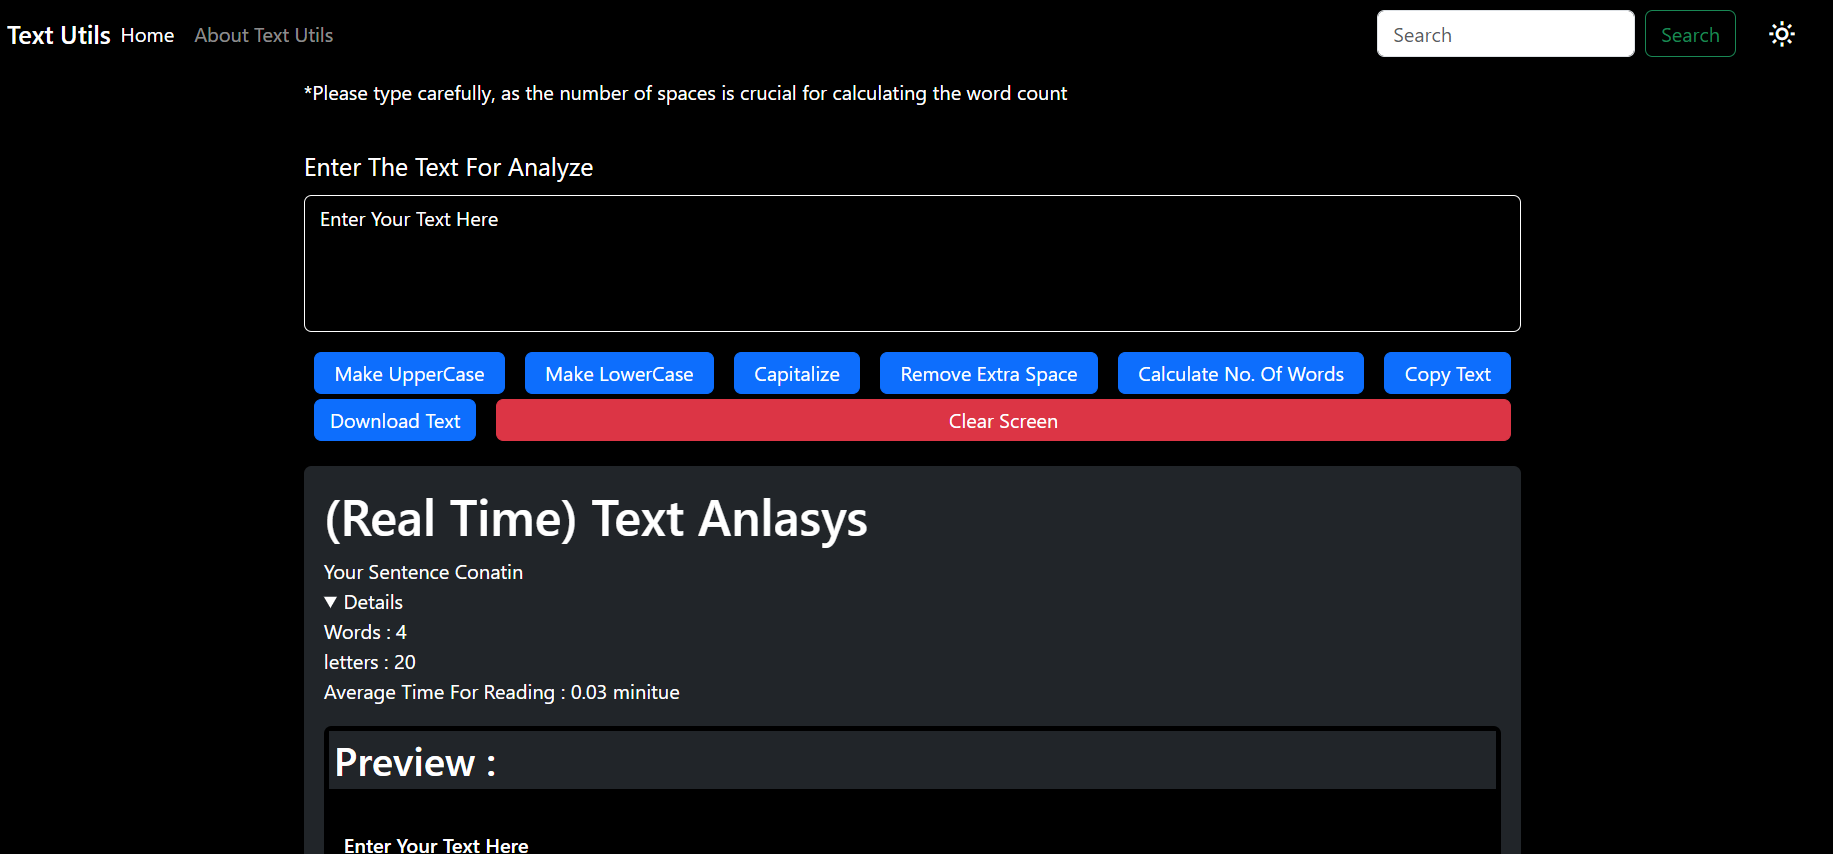 Text Utils Home About Text Utils Search Search
*Please type carefully, as the number of spaces is crucial for calculating the word count
Enter The Text For Analyze
Enter Your Text Here
Make UpperCase Make LowerCase Capitalize Remove Extra Space Calculate No. Of Words Copy Text
Download Text Clear Screen
(Real Time) Text Anlasys
Your Sentence Conatin
▼ Details
Words : 4
letters : 20
Average Time For Reading : 0.03 minitue
Preview :
Enter Your Text Here